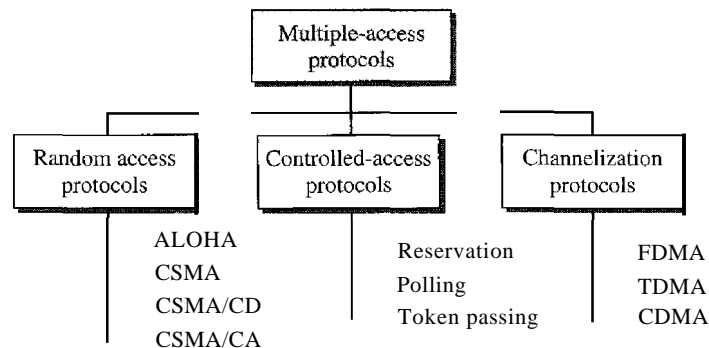 Multiple-access
protocols
Random access
protocols
Controlled-access
protocols
Channelization
protocols
ALOHA
CSMA
CSMA/CD
CSMA/CA
Reservation
Polling
Token passing
FDMA
TDMA
CDMA